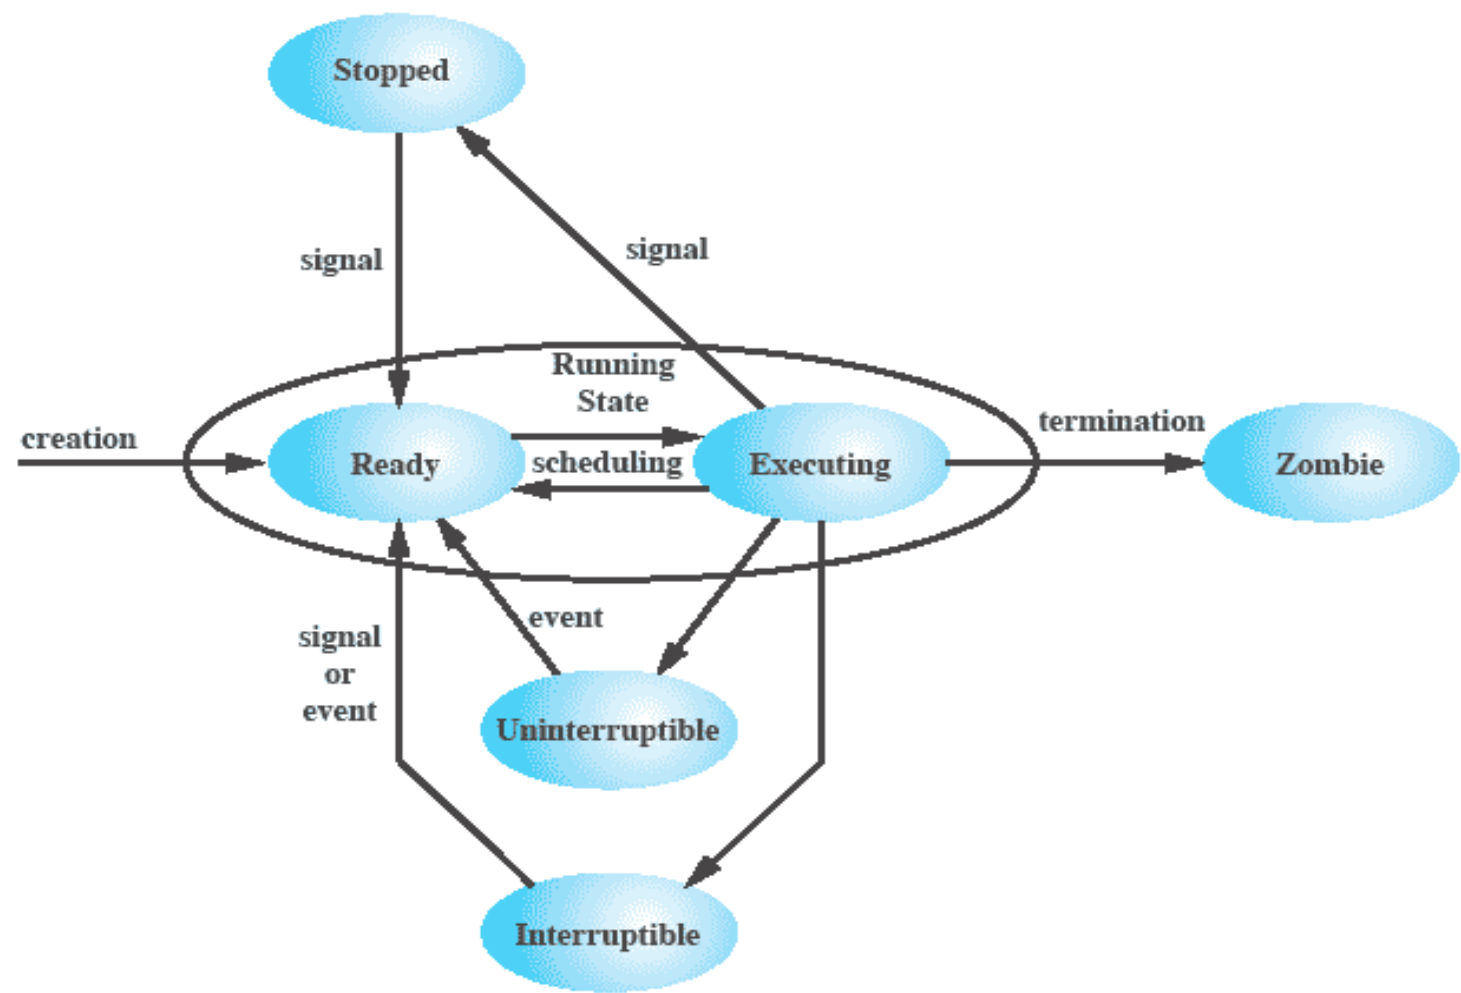 Stopped
signal
signal
Running
State
creation
termination
Ready
scheduling
Executing
Zombie
event
signal
or
event
Uninterruptible
Interruptible